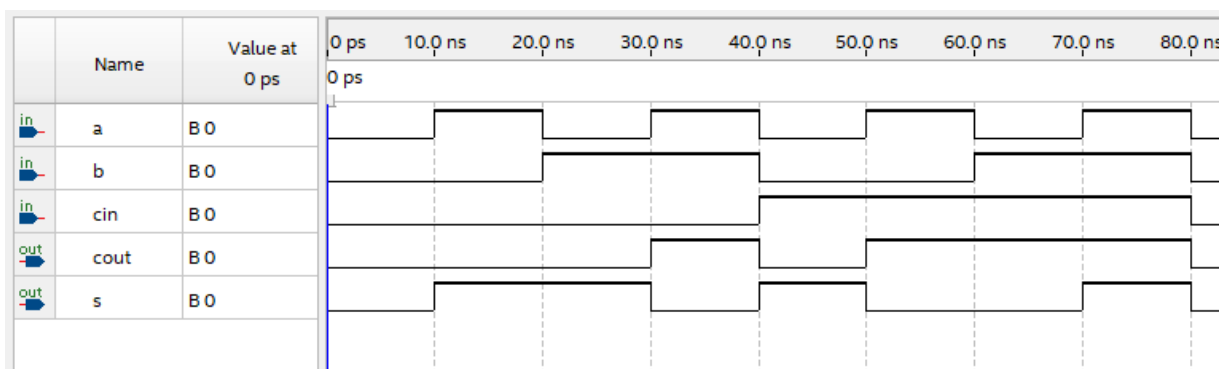 Name
Value at
0 ps
0 ps 10.0 ns 20.0 ns 30.0 ns 40.0 ns 50.0 ns 60.0 ns 70.0 ns 80.0 ns
0 ps
in a B 0
in b B 0
in cin B 0
out cout B 0
out s B 0